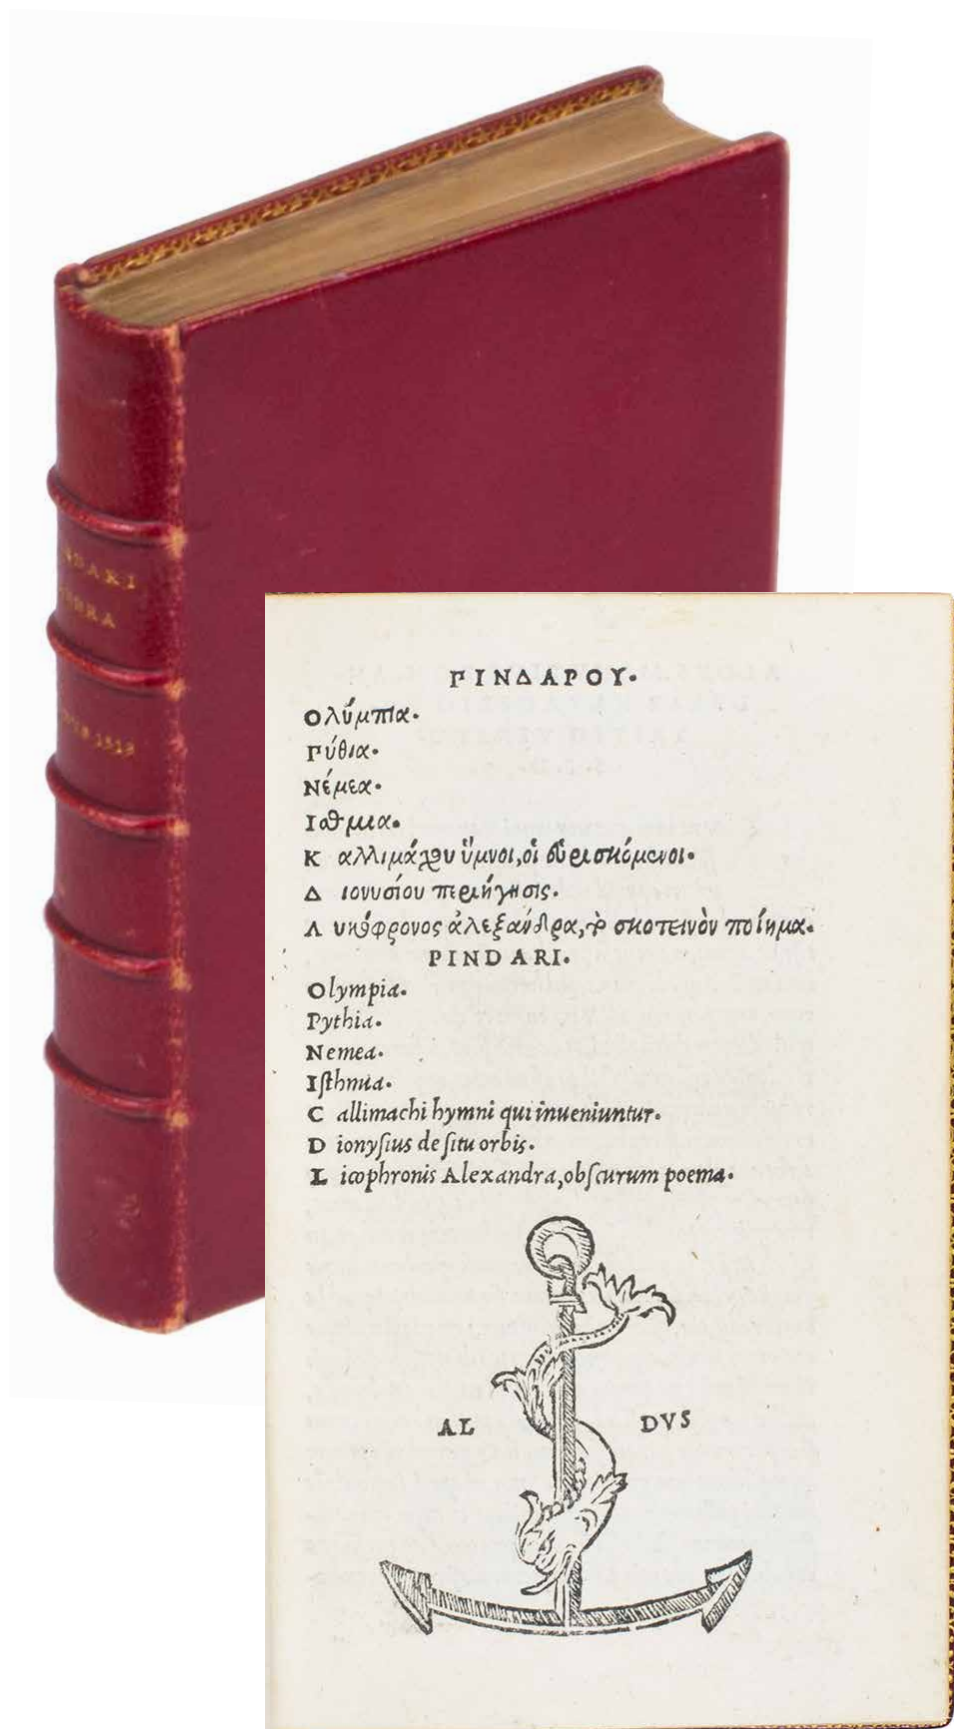 ΠΙΝΔΑΡΟΥ.
Ολύμπια.
Πύθια.
Νέμεα.
Ισθμια.
Κ αλλιμάχου ὕμνοι, οἱ εὑρισκόμενοι.
Δ ιονυσίου περιήγησις.
Λ υκόφρονος ἀλεξάνδρα, τὸ σκοτεινὸν ποίημα.
PINDARI.
Olympia.
Pythia.
Nemea.
Iſthmia.
C allimachi hymni qui inueniuntur.
D ionyſius de ſitu orbis.
L icophronis Alexandra, obſcurum poema.
AL DVS